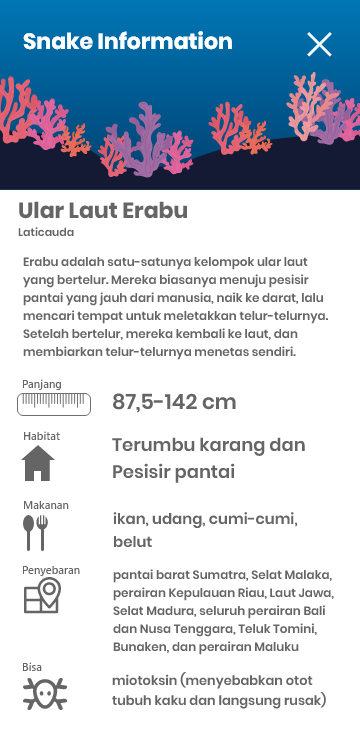 Snake Information
Ular Laut Erabu
Laticauda
Erabu adalah satu-satunya kelompok ular laut
yang bertelur. Mereka biasanya menuju pesisir
pantai yang jauh dari manusia, naik ke darat, lalu
mencari tempat untuk meletakkan telur-telurnya.
Setelah bertelur, mereka kembali ke laut, dan
membiarkan telur-telurnya menetas sendiri.
Panjang
87,5-142 cm
Habitat
Terumbu karang dan
Pesisir pantai
Makanan
ikan, udang, cumi-cumi,
belut
Penyebaran
pantai barat Sumatra, Selat Malaka,
perairan Kepulauan Riau, Laut Jawa,
Selat Madura, seluruh perairan Bali
dan Nusa Tenggara, Teluk Tomini,
Bunaken, dan perairan Maluku
Bisa
miotoksin (menyebabkan otot
tubuh kaku dan langsung rusak)